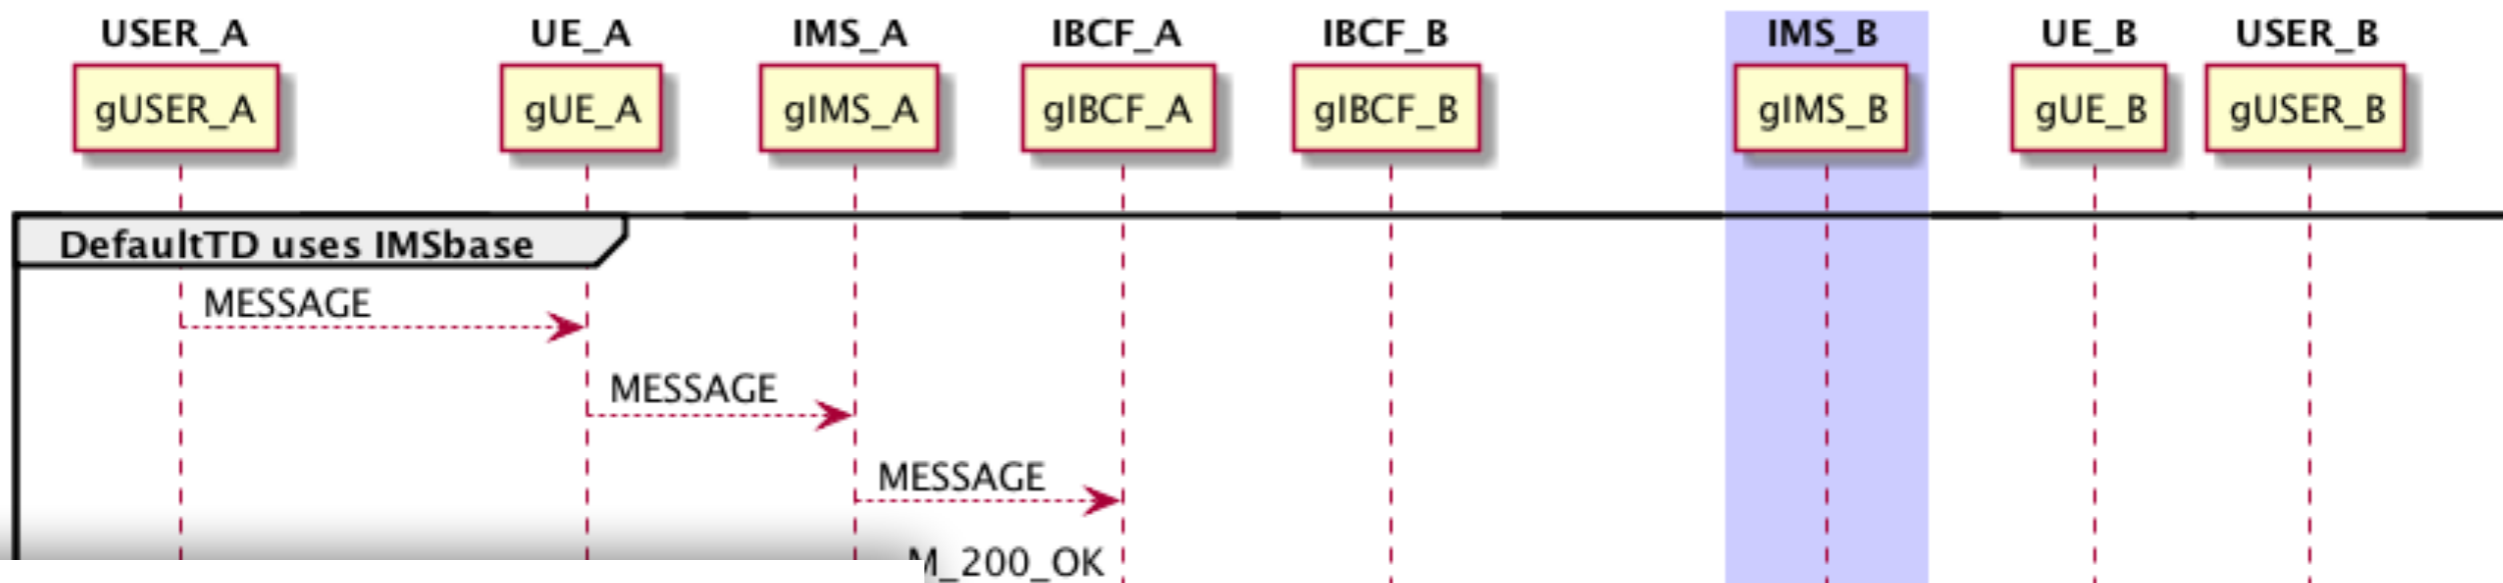 USER_A UE_A IMS_A IBCF_A IBCF_B IMS_B UE_B USER_B
gUSER_A gUE_A gIMS_A gIBCF_A gIBCF_B gIMS_B gUE_B gUSER_B
DefaultTD uses IMSbase
MESSAGE
MESSAGE
MESSAGE
M_200_OK